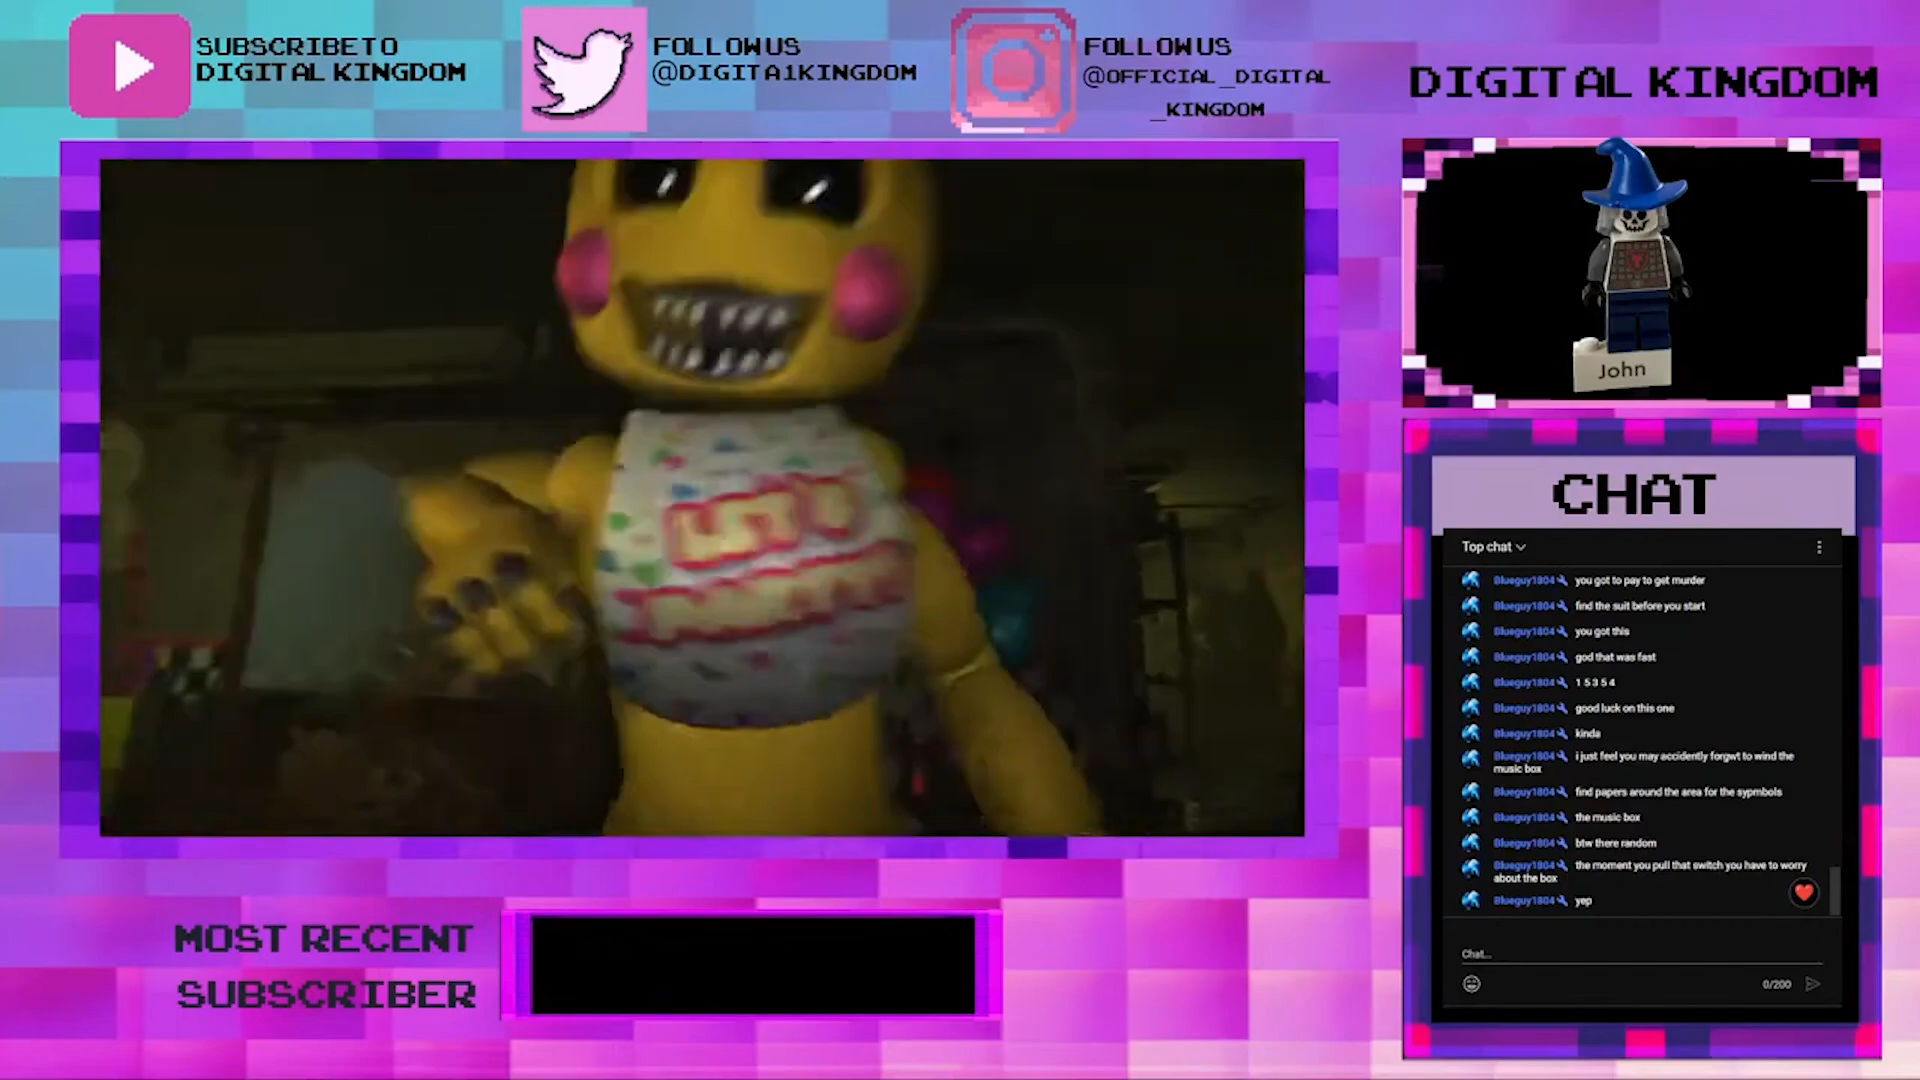 SUBSCRIBE TO
DIGITAL KINGDOM
FOLLOW US
@DIGITA1KINGDOM
FOLLOW US
@OFFICIAL_DIGITAL
_KINGDOM
DIGITAL KINGDOM
LET'S
John
CHAT
Top chat
Blueguy1804 you got to pay to get murder
Blueguy1804 find the suit before you start
Blueguy1804 you got this
Blueguy1804 god that was fast
Blueguy1804 1 5 3 5 4
Blueguy1804 good luck on this one
Blueguy1804 kinda
Blueguy1804 i just feel you may accidently forgwt to wind the
music box
Blueguy1804 find papers around the area for the sypmbols
Blueguy1804 the music box
Blueguy1804 btw there random
Blueguy1804 the moment you pull that switch you have to worry
about the box
Blueguy1804 yep
Chat...
0/200
MOST RECENT
SUBSCRIBER